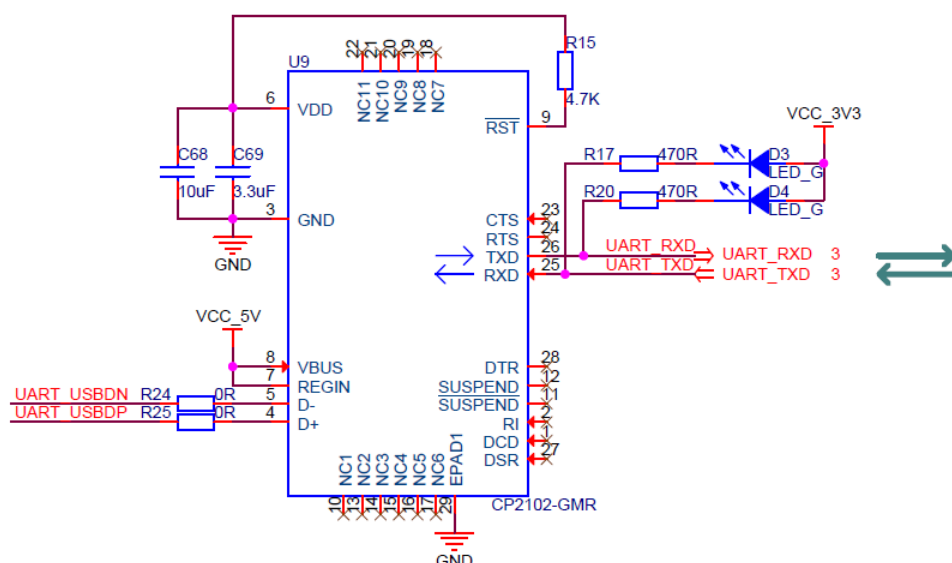 R15
4.7K
U9
22
21
20
19
18
NC11
NC10
NC9
NC8
NC7
6
VDD
9
RST
VCC_3V3
C68
C69
10uF
3.3uF
R17
470R
D3
LED_G
R20
470R
D4
LED_G
3
GND
GND
CTS
23
RTS
24
TXD
26
UART_RXD
UART_RXD 3
RXD
25
UART_TXD
UART_TXD 3
VCC_5V
8
VBUS
7
REGIN
UART_USBDN
R24
0R
5
D-
UART_USBDP
R25
0R
4
D+
DTR
28
SUSPEND
12
SUSPEND
11
RI
2
DCD
1
DSR
27
NC1
NC2
NC3
NC4
NC5
NC6
EPAD1
10
13
14
15
16
17
29
CP2102-GMR
GND